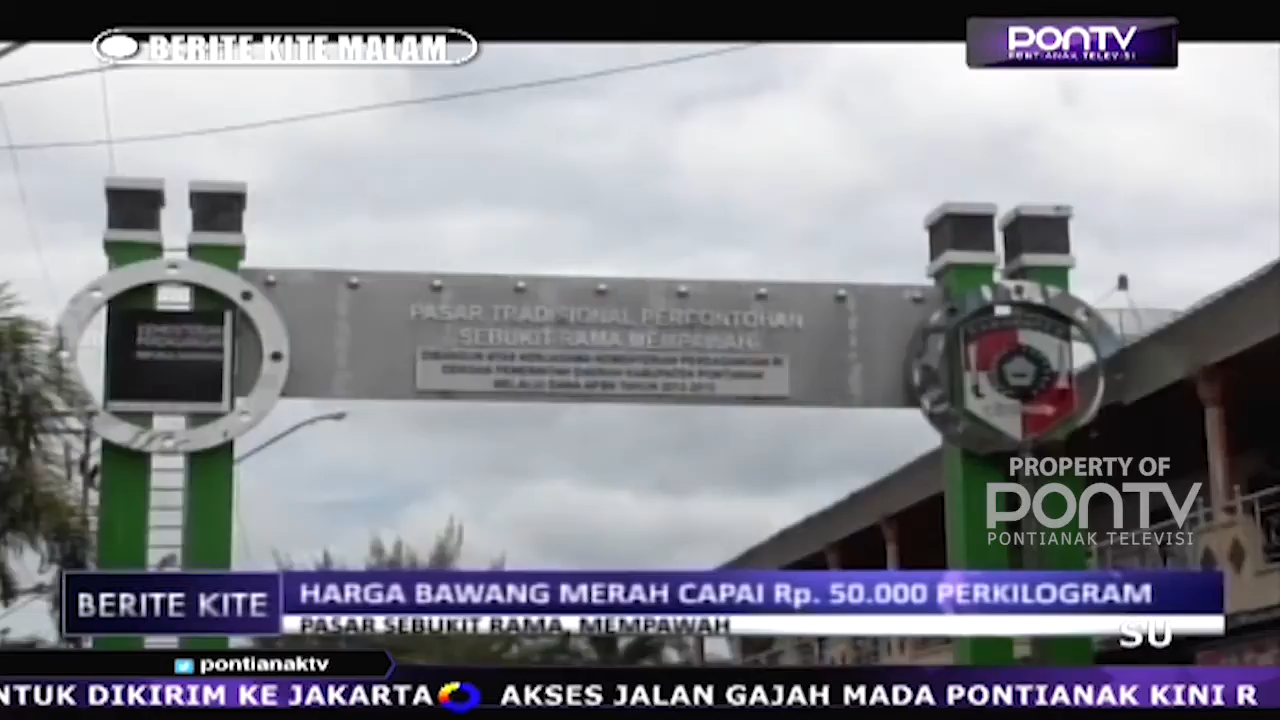 BERITE KITE MALAM
PONTV
PONTIANAK TELEVISI
PASAR TRADISIONAL PERCONTOHAN
SEBUKIT RAMA MEMPAWAH
KEMENTERIAN
PERDAGANGAN
PROPERTY OF
PONTV
PONTIANAK TELEVISI
BERITE KITE
HARGA BAWANG MERAH CAPAI Rp. 50.000 PERKILOGRAM
PASAR SEBUKIT RAMA, MEMPAWAH
SU
pontianaktv
NTUK DIKIRIM KE JAKARTA AKSES JALAN GAJAH MADA PONTIANAK KINI R